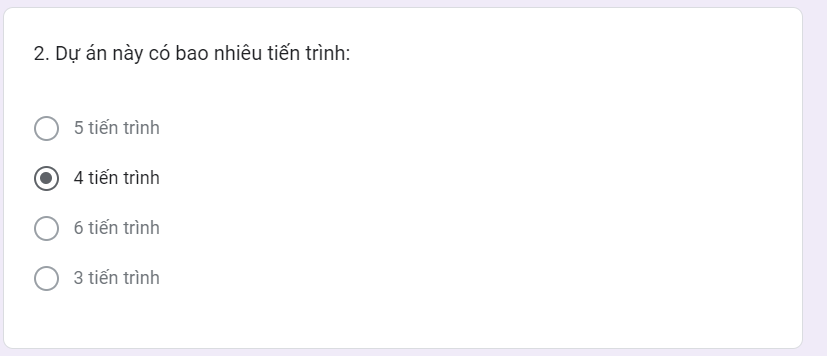 2. Dự án này có bao nhiêu tiến trình:
5 tiến trình
4 tiến trình
6 tiến trình
3 tiến trình